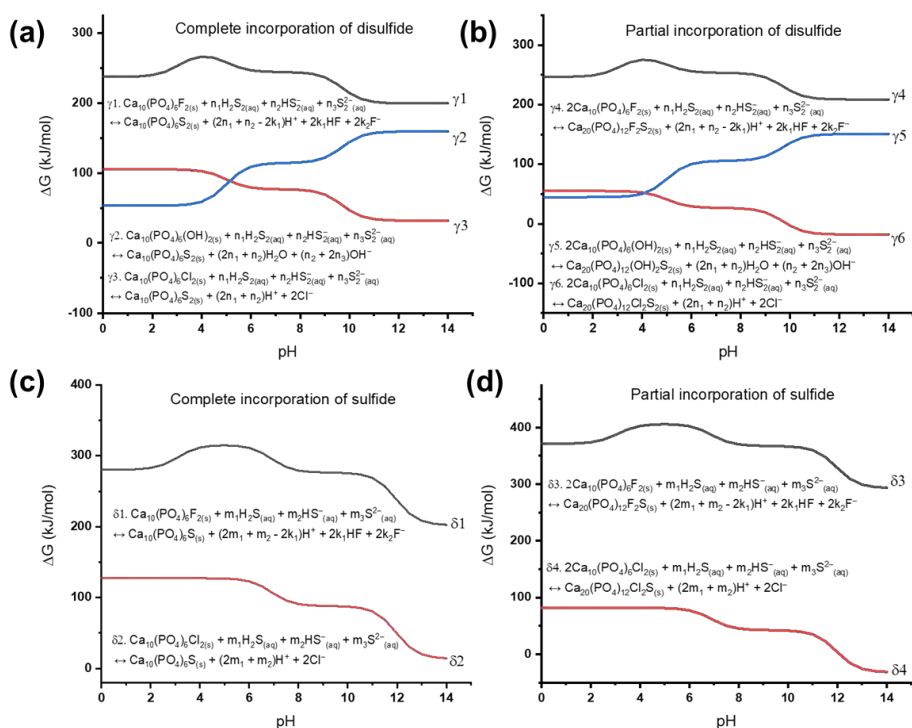 (a)
Complete incorporation of disulfide
300
200
100
0
-100
ΔG (kJ/mol)
γ1. Ca₁₀(PO₄)₆F₂₍ₛ₎ + n₁H₂S₂(aq) + n₂HS₂⁻(aq) + n₃S₂²⁻(aq)
↔ Ca₁₀(PO₄)₆S₂₍ₛ₎ + (2n₁ + n₂ - 2k₁)H⁺ + 2k₁HF + 2k₂F⁻
γ1
γ2
γ3
γ2. Ca₁₀(PO₄)₆(OH)₂₍ₛ₎ + n₁H₂S₂(aq) + n₂HS₂⁻(aq) + n₃S₂²⁻(aq)
↔ Ca₁₀(PO₄)₆S₂₍ₛ₎ + (2n₁ + n₂)H₂O + (n₂ + 2n₃)OH⁻
γ3. Ca₁₀(PO₄)₆Cl₂₍ₛ₎ + n₁H₂S₂(aq) + n₂HS₂⁻(aq) + n₃S₂²⁻(aq)
↔ Ca₁₀(PO₄)₆S₂₍ₛ₎ + (2n₁ + n₂)H⁺ + 2Cl⁻
0 2 4 6 8 10 12 14
pH
(b)
Partial incorporation of disulfide
300
200
100
0
-100
ΔG (kJ/mol)
γ4
γ4. 2Ca₁₀(PO₄)₆F₂₍ₛ₎ + n₁H₂S₂(aq) + n₂HS₂⁻(aq) + n₃S₂²⁻(aq)
↔ Ca₂₀(PO₄)₁₂F₂S₂₍ₛ₎ + (2n₁ + n₂ - 2k₁)H⁺ + 2k₁HF + 2k₂F⁻
γ5
γ6
γ5. 2Ca₁₀(PO₄)₆(OH)₂₍ₛ₎ + n₁H₂S₂(aq) + n₂HS₂⁻(aq) + n₃S₂²⁻(aq)
↔ Ca₂₀(PO₄)₁₂(OH)₂S₂₍ₛ₎ + (2n₁ + n₂)H₂O + (n₂ + 2n₃)OH⁻
γ6. 2Ca₁₀(PO₄)₆Cl₂₍ₛ₎ + n₁H₂S₂(aq) + n₂HS₂⁻(aq) + n₃S₂²⁻(aq)
↔ Ca₂₀(PO₄)₁₂Cl₂S₂₍ₛ₎ + (2n₁ + n₂)H⁺ + 2Cl⁻
0 2 4 6 8 10 12 14
pH
(c)
Complete incorporation of sulfide
400
300
200
100
0
ΔG (kJ/mol)
δ1. Ca₁₀(PO₄)₆F₂₍ₛ₎ + m₁H₂S(aq) + m₂HS⁻(aq) + m₃S²⁻(aq)
↔ Ca₁₀(PO₄)₆S₍ₛ₎ + (2m₁ + m₂ - 2k₁)H⁺ + 2k₁HF + 2k₂F⁻
δ1
δ2. Ca₁₀(PO₄)₆Cl₂₍ₛ₎ + m₁H₂S(aq) + m₂HS⁻(aq) + m₃S²⁻(aq)
↔ Ca₁₀(PO₄)₆S₍ₛ₎ + (2m₁ + m₂)H⁺ + 2Cl⁻
δ2
0 2 4 6 8 10 12 14
pH
(d)
Partial incorporation of sulfide
400
300
200
100
0
ΔG (kJ/mol)
δ3. 2Ca₁₀(PO₄)₆F₂₍ₛ₎ + m₁H₂S(aq) + m₂HS⁻(aq) + m₃S²⁻(aq)
↔ Ca₂₀(PO₄)₁₂F₂S₍ₛ₎ + (2m₁ + m₂ - 2k₁)H⁺ + 2k₁HF + 2k₂F⁻
δ3
δ4. 2Ca₁₀(PO₄)₆Cl₂₍ₛ₎ + m₁H₂S(aq) + m₂HS⁻(aq) + m₃S²⁻(aq)
↔ Ca₂₀(PO₄)₁₂Cl₂S₍ₛ₎ + (2m₁ + m₂)H⁺ + 2Cl⁻
δ4
0 2 4 6 8 10 12 14
pH